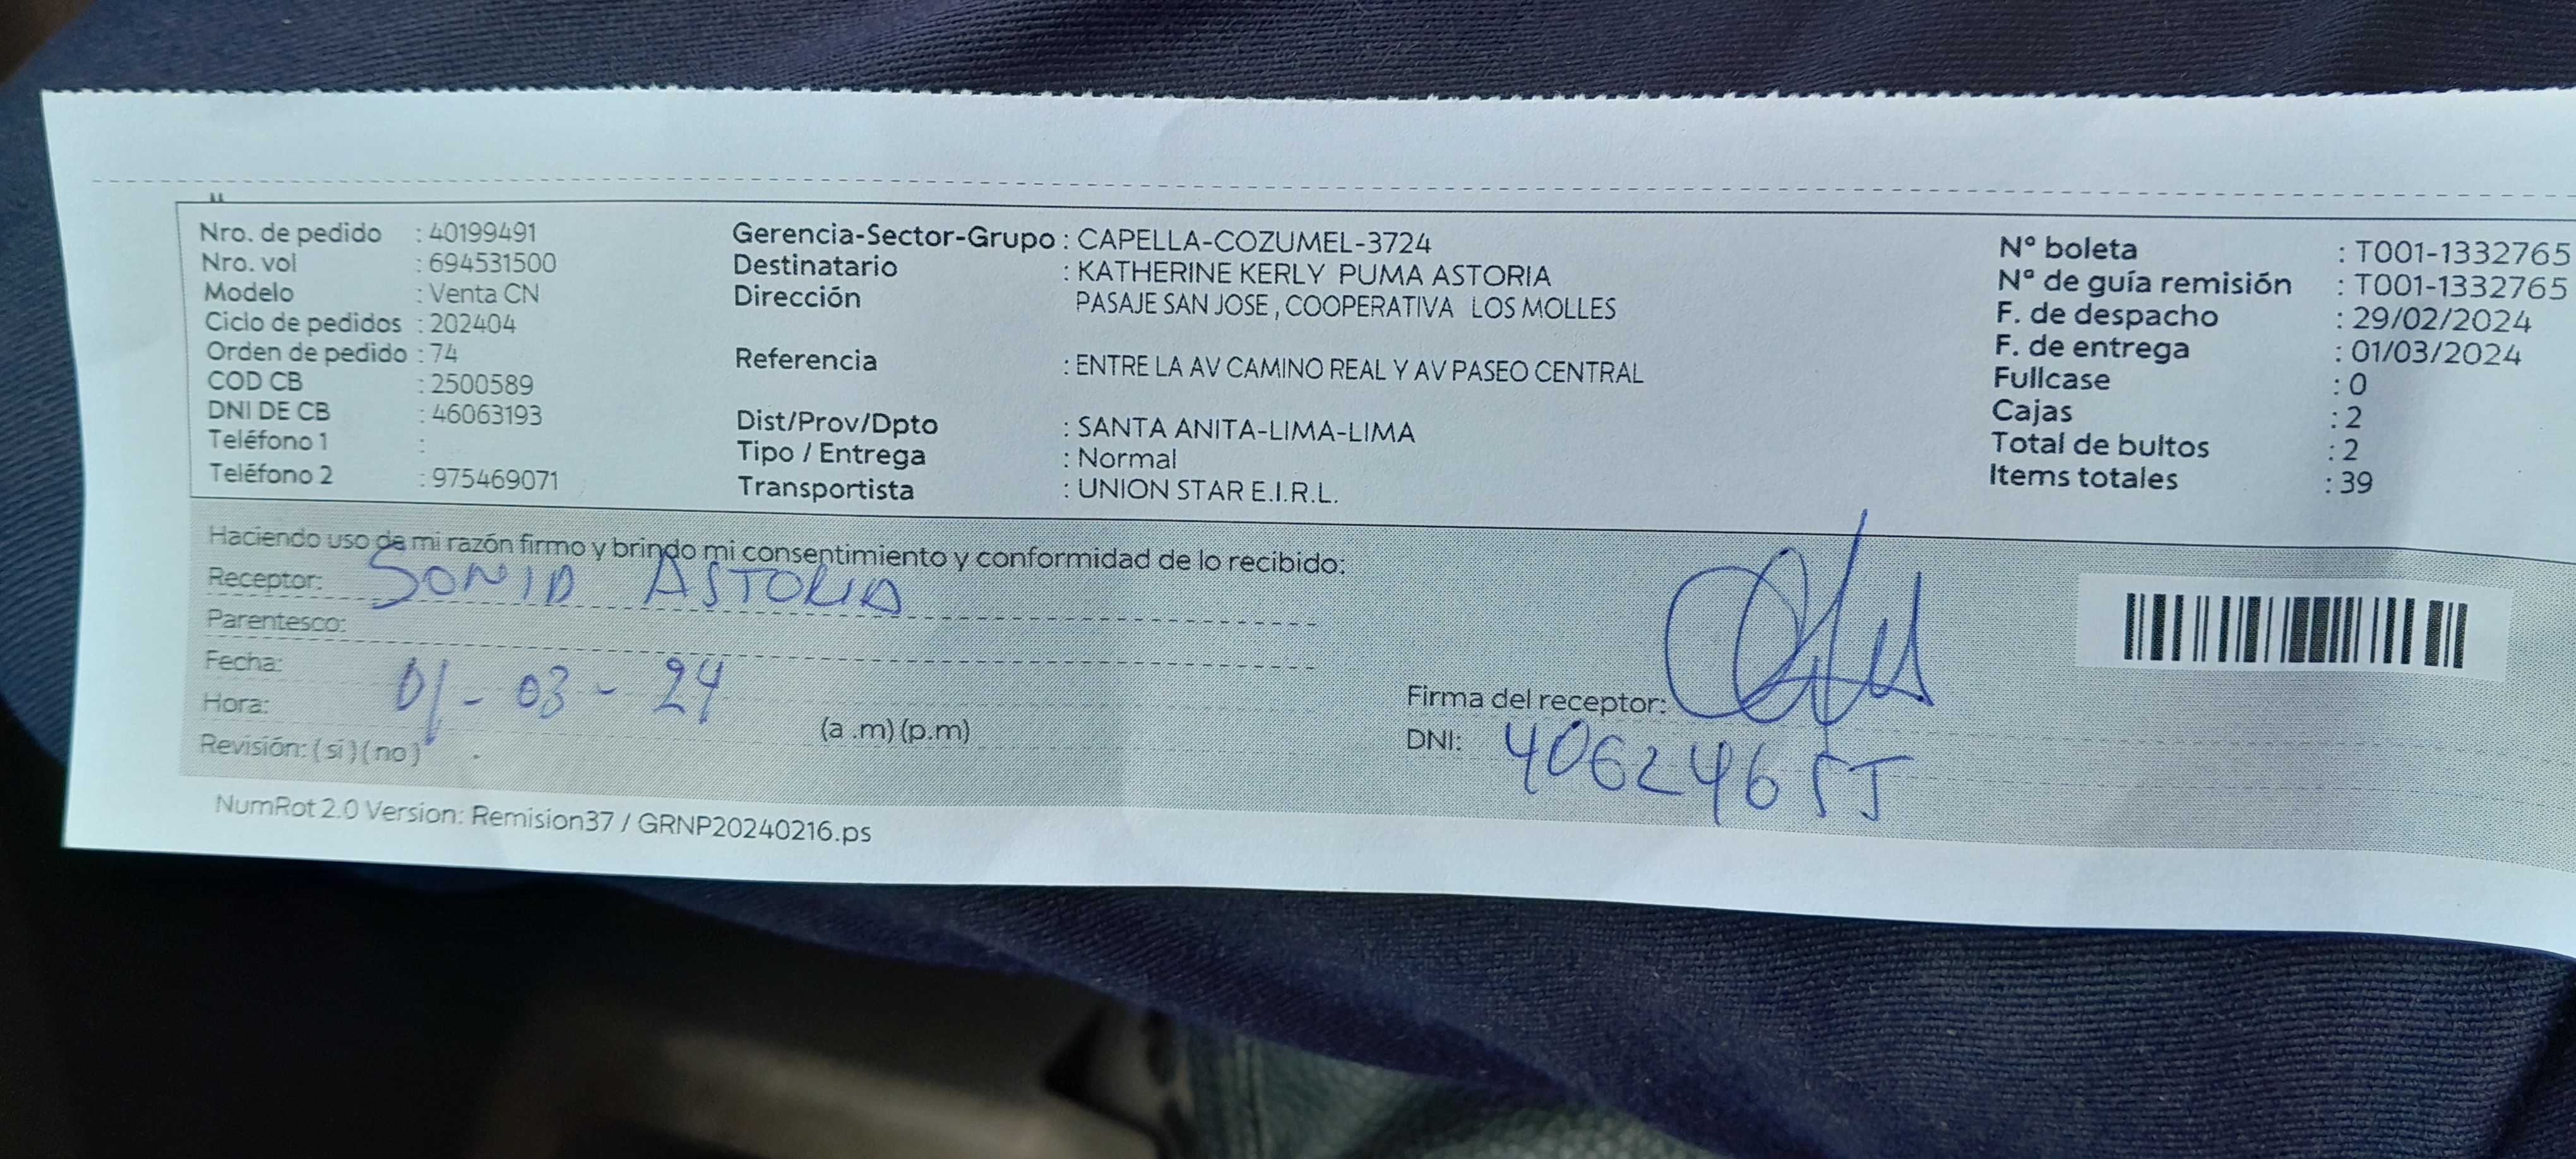 Nro. de pedido : 40199491
Nro. vol : 694531500
Modelo : Venta CN
Ciclo de pedidos : 202404
Orden de pedido : 74
COD CB : 2500589
DNI DE CB : 46063193
Teléfono 1 :
Teléfono 2 : 975469071
Gerencia-Sector-Grupo : CAPELLA-COZUMEL-3724
Destinatario : KATHERINE KERLY PUMA ASTORIA
Dirección PASAJE SAN JOSE , COOPERATIVA LOS MOLLES
Referencia : ENTRE LA AV CAMINO REAL Y AV PASEO CENTRAL
Dist/Prov/Dpto : SANTA ANITA-LIMA-LIMA
Tipo / Entrega : Normal
Transportista : UNION STAR E.I.R.L.
N° boleta : T001-1332765
N° de guía remisión : T001-1332765
F. de despacho : 29/02/2024
F. de entrega : 01/03/2024
Fullcase : 0
Cajas : 2
Total de bultos : 2
Items totales : 39
Haciendo uso de mi razón firmo y brindo mi consentimiento y conformidad de lo recibido:
Receptor: SONIA ASTORIA
Parentesco:
Fecha: 01-03-24
Hora: (a .m) (p.m)
Revisión: (si) (no)
Firma del receptor:
DNI:
NumRot 2.0 Version: Remision37 / GRNP20240216.ps